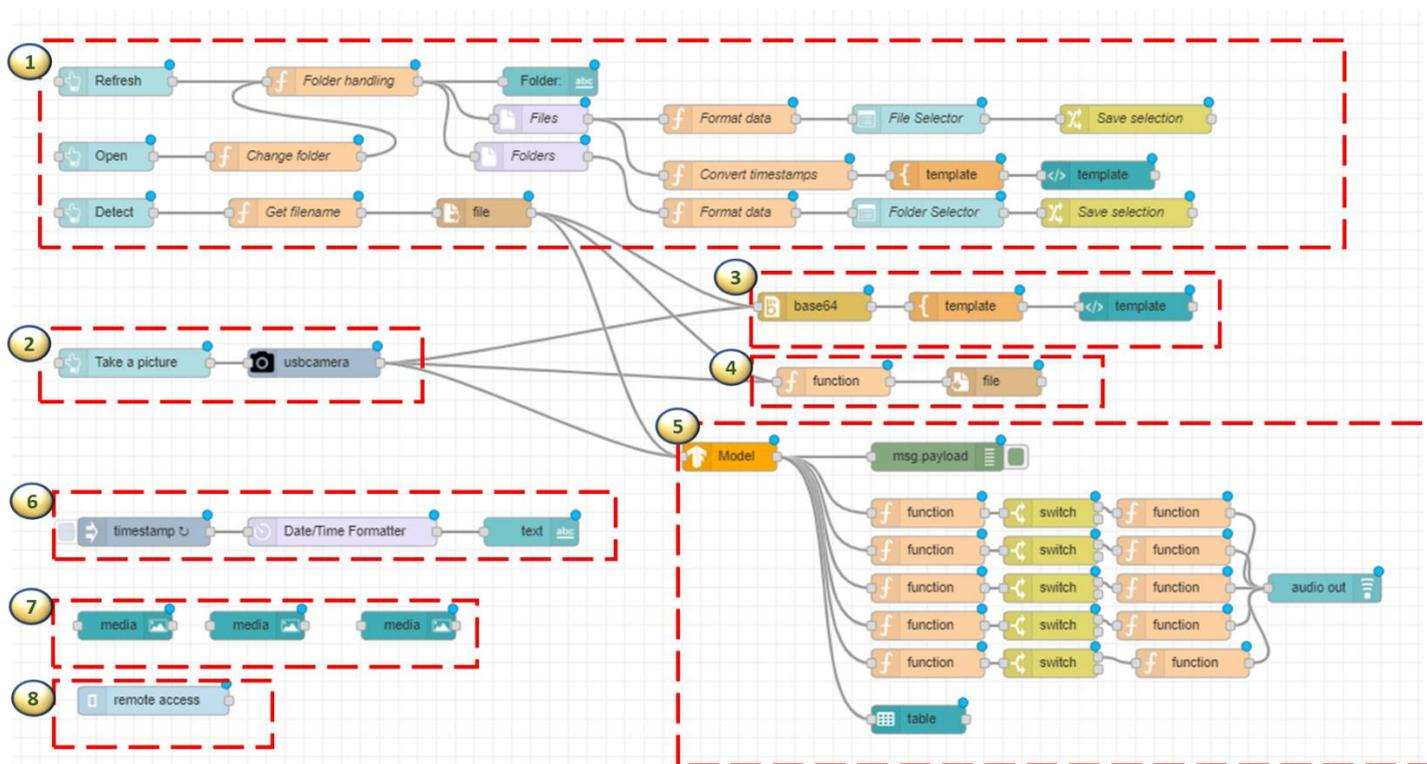 1
Refresh
Folder handling
Folder: abc
Files
Format data
File Selector
Save selection
Open
Change folder
Folders
Convert timestamps
template
template
Detect
Get filename
file
Format data
Folder Selector
Save selection
2
Take a picture
usbcamera
3
base64
template
template
4
function
file
5
Model
msg.payload
function switch function
function switch function
function switch function
function switch function
function switch function
audio out
table
6
timestamp ↻
Date/Time Formatter
text abc
7
media
media
media
8
remote access